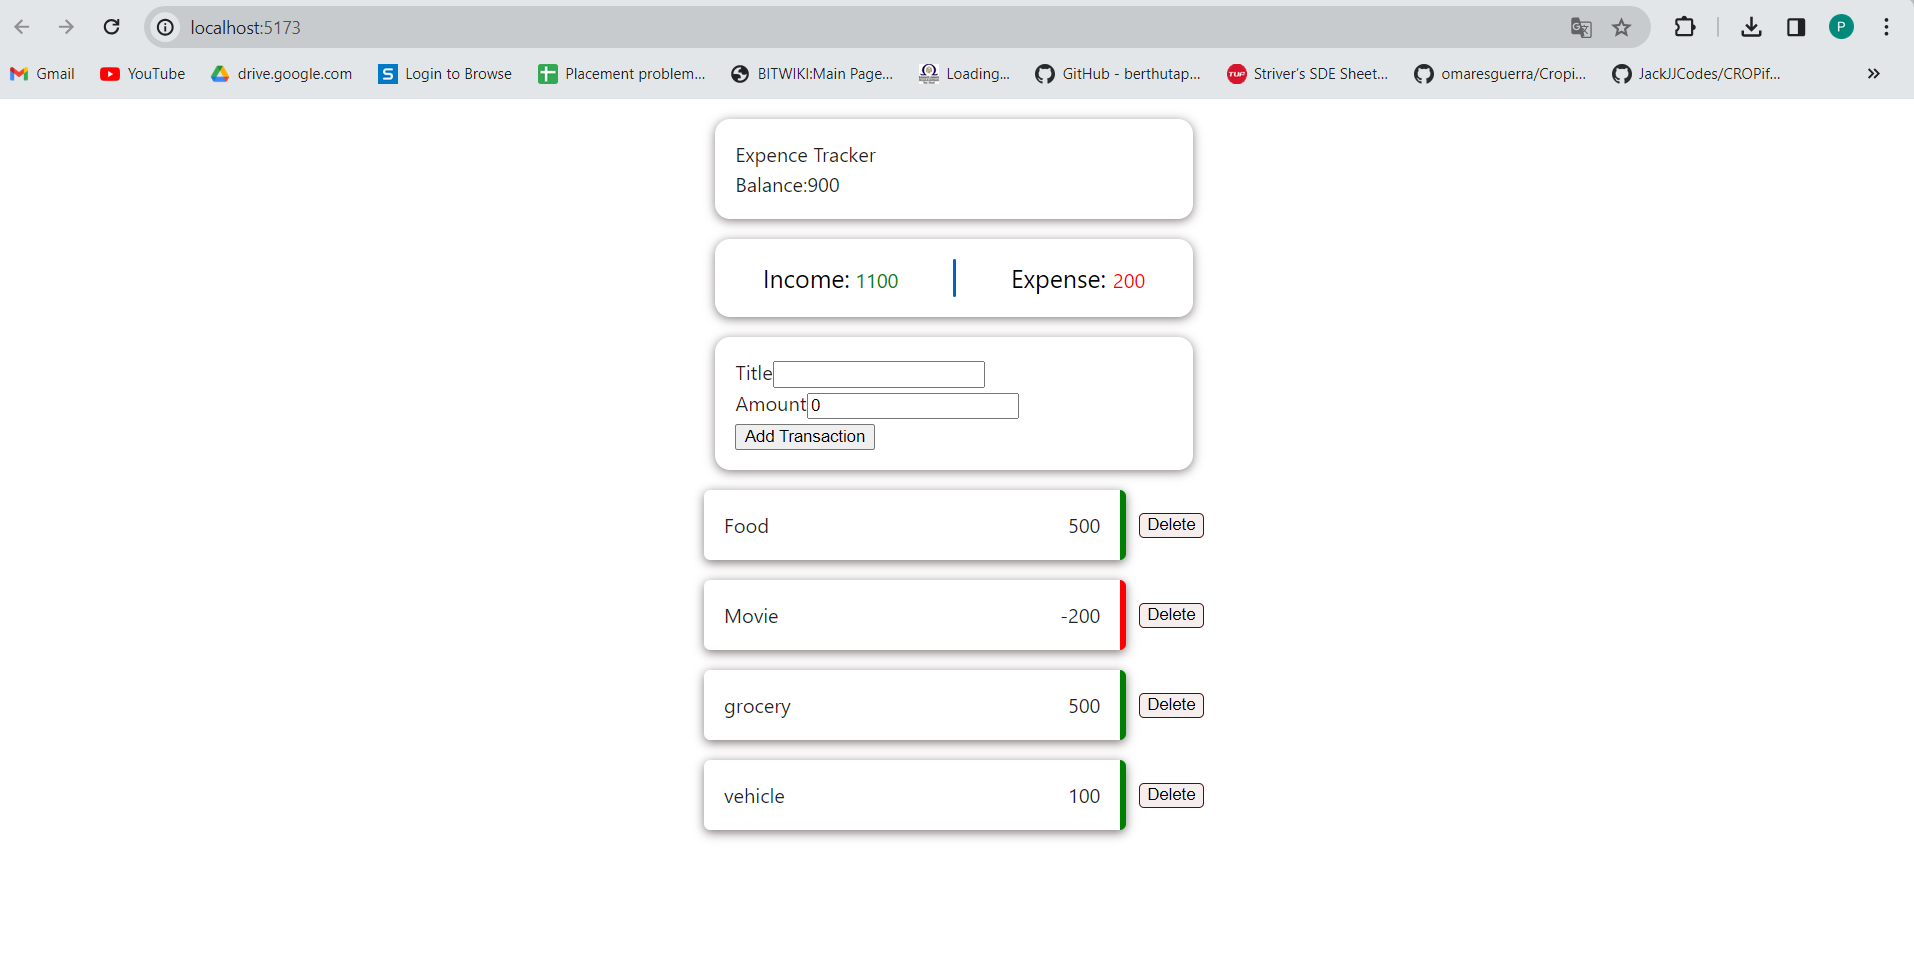 localhost:5173
P
Gmail YouTube drive.google.com S Login to Browse Placement problem... BITWIKI:Main Page... Loading... GitHub - berthutap... TUF Striver's SDE Sheet... omaresguerra/Cropi... JackJJCodes/CROPif...
Expence Tracker
Balance:900
Income: 1100 Expense: 200
Title
Amount 0
Add Transaction
Food 500 Delete
Movie -200 Delete
grocery 500 Delete
vehicle 100 Delete